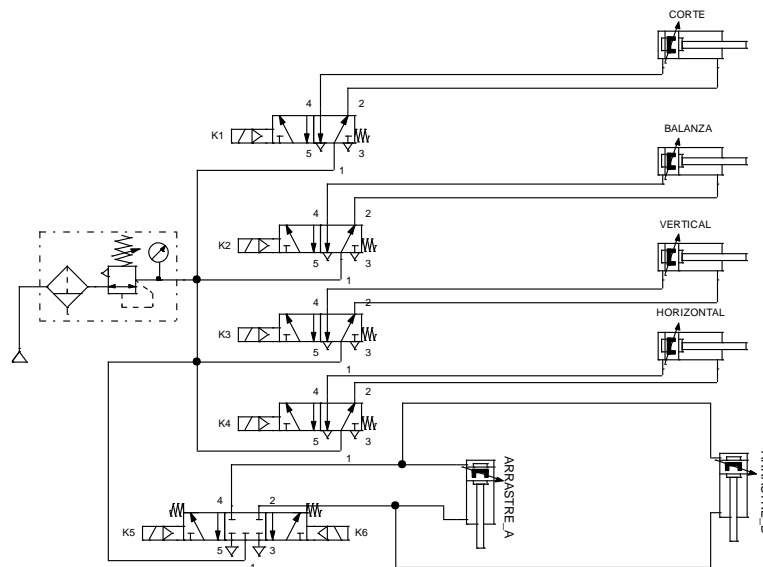 CORTE
4 2
K1
5 3
1
BALANZA
4 2
K2
5 3
1
VERTICAL
4 2
K3
5 3
1
HORIZONTAL
4 2
K4
5 3
1
ARRASTRE_A
4 2
K5 K6
5 3
1